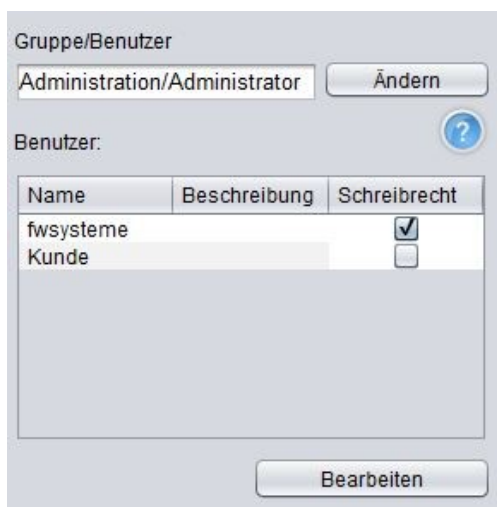 Gruppe/Benutzer
Administration/Administrator Ändern
?
Benutzer:
Name Beschreibung Schreibrecht
fwsysteme
Kunde
Bearbeiten